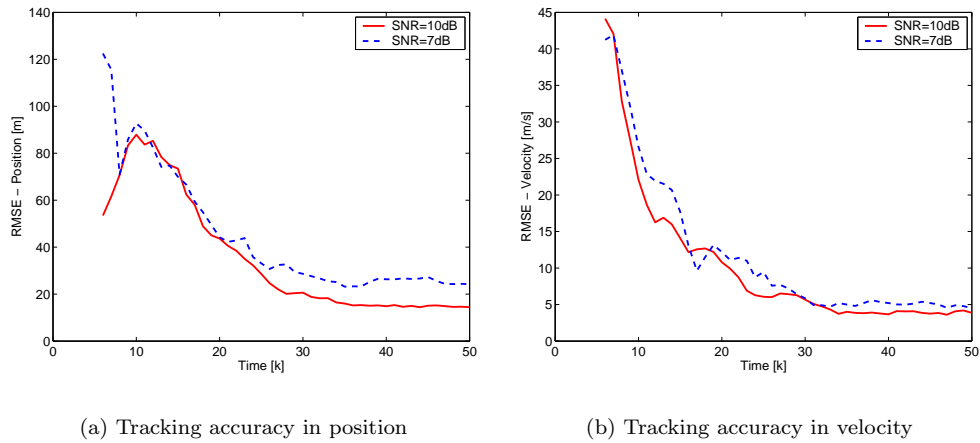 140
120
100
80
60
40
20
0
RMSE − Position [m]
SNR=10dB
SNR=7dB
0 10 20 30 40 50
Time [k]
(a) Tracking accuracy in position
45
40
35
30
25
20
15
10
5
0
RMSE − Velocity [m/s]
SNR=10dB
SNR=7dB
0 10 20 30 40 50
Time [k]
(b) Tracking accuracy in velocity